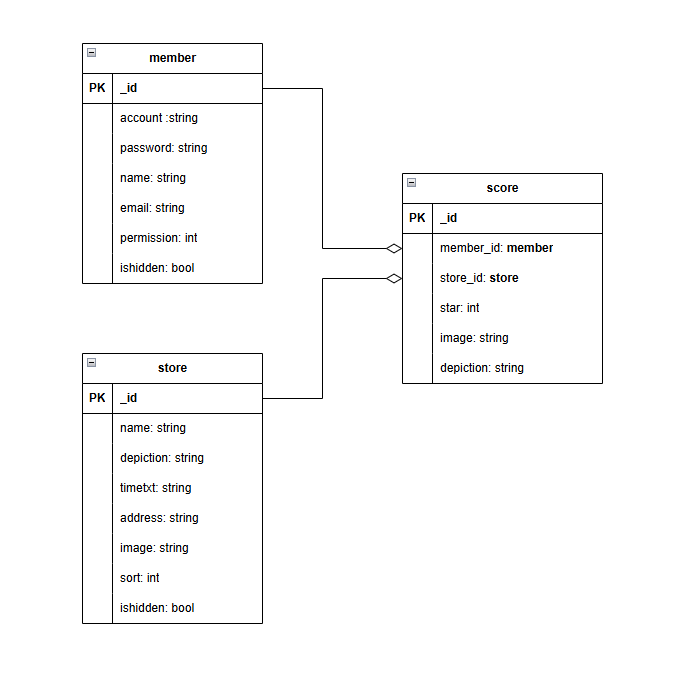 member
PK _id
account :string
password: string
name: string
email: string
permission: int
ishidden: bool
score
PK _id
member_id: member
store_id: store
star: int
image: string
depiction: string
store
PK _id
name: string
depiction: string
timetxt: string
address: string
image: string
sort: int
ishidden: bool